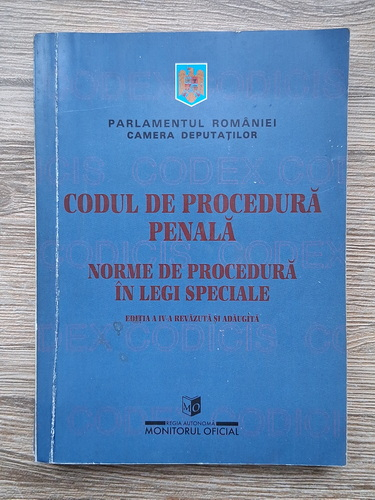 PARLAMENTUL ROMÂNIEI
CAMERA DEPUTAȚILOR
CODUL DE PROCEDURĂ
PENALĂ
NORME DE PROCEDURĂ
ÎN LEGI SPECIALE
EDIȚIA A IV-A REVĂZUTĂ ȘI ADĂUGITĂ
MO
REGIA AUTONOMĂ
MONITORUL OFICIAL